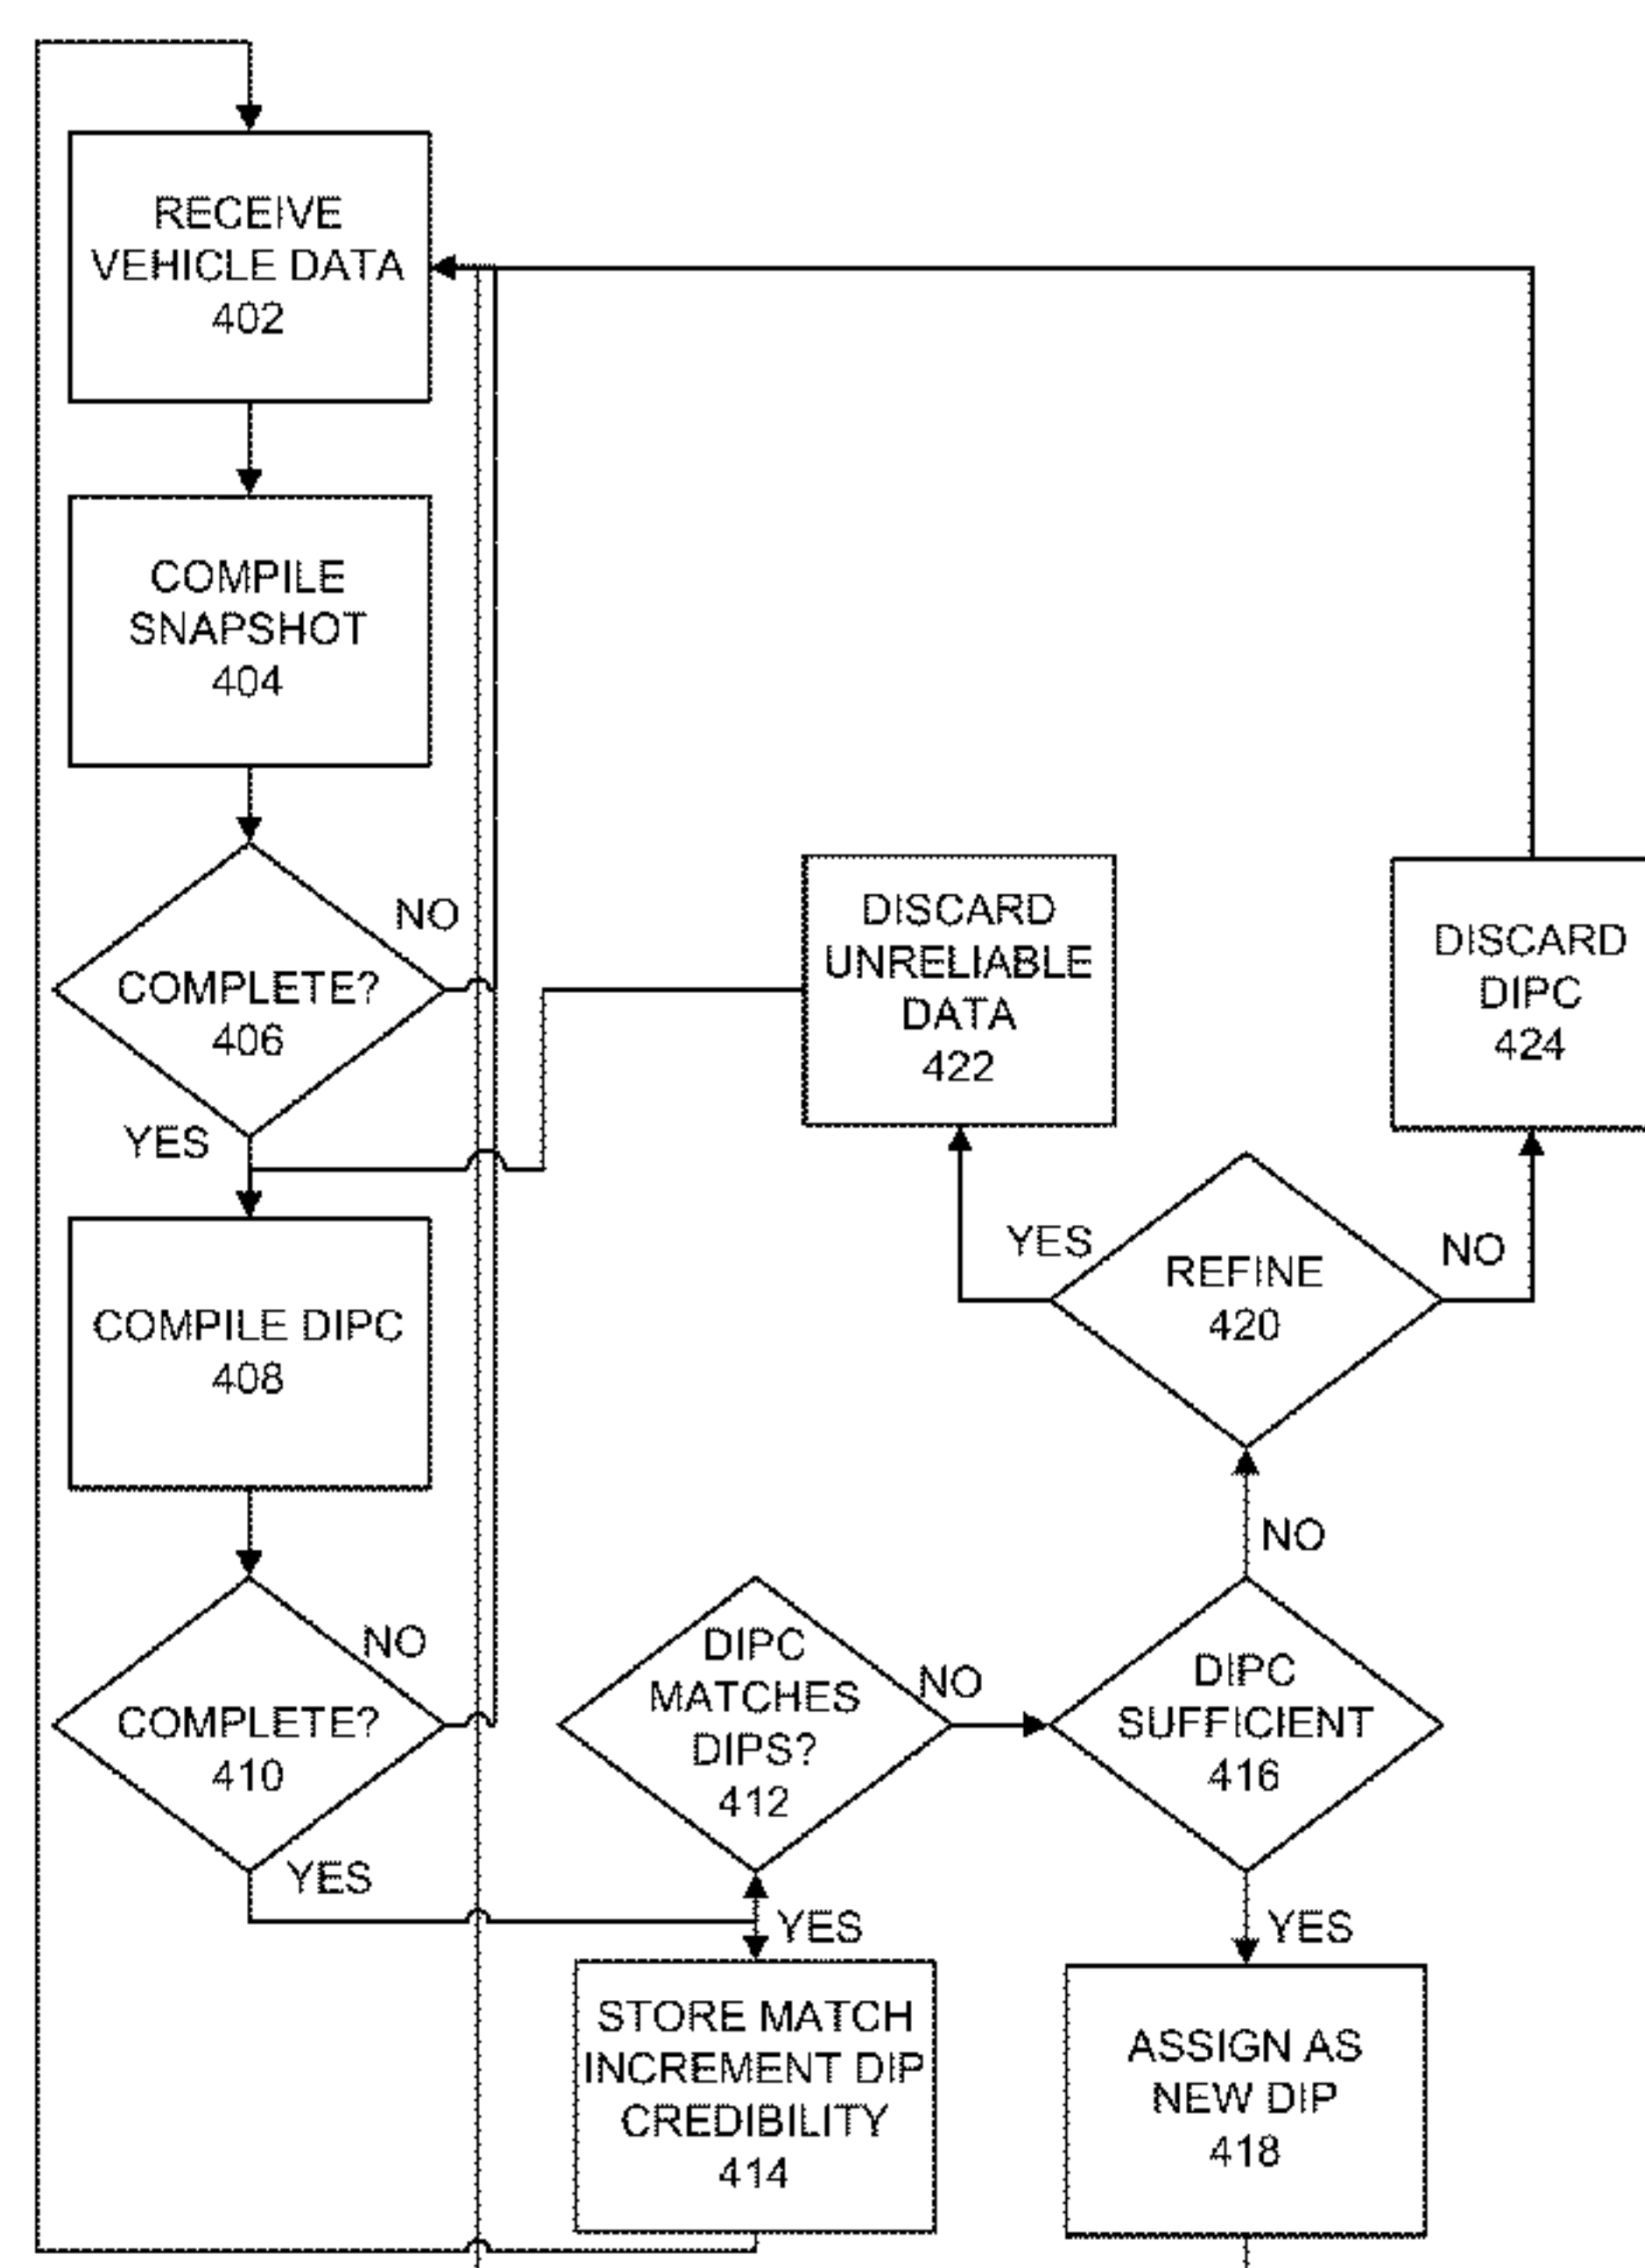 RECEIVE
VEHICLE DATA
402
COMPILE
SNAPSHOT
404
NO
COMPLETE?
406
YES
COMPILE DIPC
408
NO
COMPLETE?
410
YES
DIPC
MATCHES
DIPS?
412
NO
YES
STORE MATCH
INCREMENT DIP
CREDIBILITY
414
DIPC
SUFFICIENT
416
NO
YES
ASSIGN AS
NEW DIP
418
REFINE
420
YES
NO
DISCARD
UNRELIABLE
DATA
422
DISCARD
DIPC
424